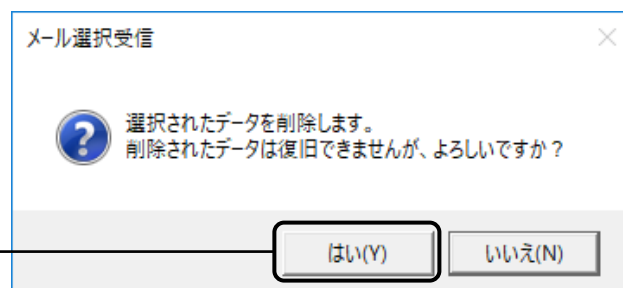 メール選択受信
選択されたデータを削除します。
削除されたデータは復旧できませんが、よろしいですか？
はい(Y)
いいえ(N)